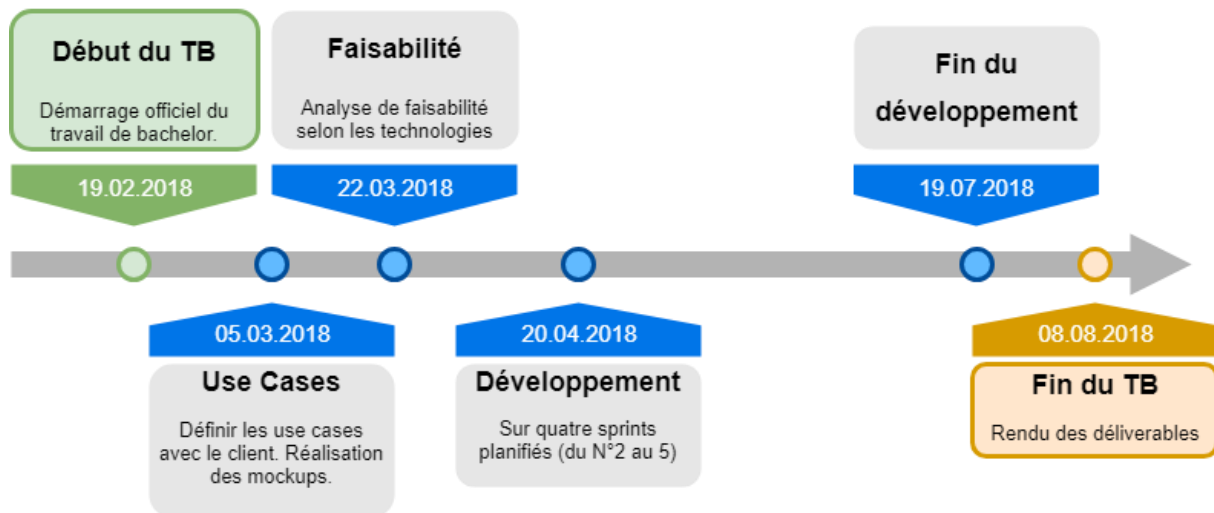 Début du TB
Démarrage officiel du
travail de bachelor.
19.02.2018
Faisabilité
Analyse de faisabilité
selon les technologies
22.03.2018
Fin du
développement
19.07.2018
05.03.2018
Use Cases
Définir les use cases
avec le client. Réalisation
des mockups.
20.04.2018
Développement
Sur quatre sprints
planifiés (du N°2 au 5)
08.08.2018
Fin du TB
Rendu des déliverables